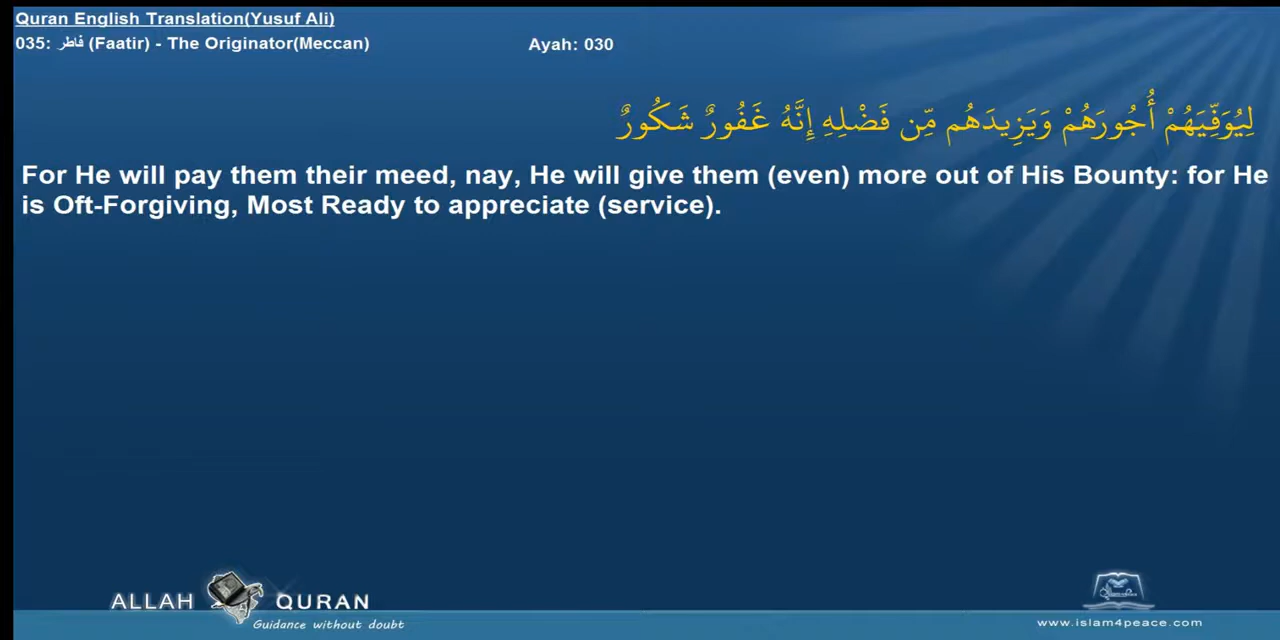 Quran English Translation(Yusuf Ali)
035: فاطر (Faatir) - The Originator(Meccan)
Ayah: 030
لِيُوَفِّيَهُمْ أُجُورَهُمْ وَيَزِيدَهُم مِّن فَضْلِهِ إِنَّهُ غَفُورٌ شَكُورٌ
For He will pay them their meed, nay, He will give them (even) more out of His Bounty: for He
is Oft-Forgiving, Most Ready to appreciate (service).
ALLAH QURAN
Guidance without doubt
www.islam4peace.com